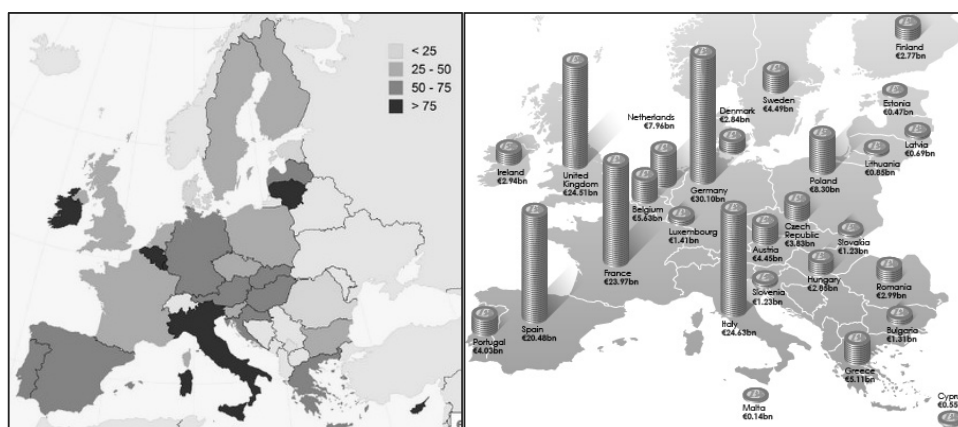 < 25
25 - 50
50 - 75
> 75
Finland
€2.77bn
Sweden
€4.49bn
Estonia
€0.47bn
Latvia
€0.69bn
Lithuania
€0.85bn
Denmark
€2.84bn
Netherlands
€7.96bn
Ireland
€2.94bn
United
Kingdom
€24.51bn
Belgium
€5.63bn
Germany
€30.10bn
Poland
€8.30bn
Luxembourg
€1.41bn
Czech
Republic
€3.83bn
Slovakia
€1.23bn
Austria
€4.45bn
France
€23.97bn
Hungary
€2.85bn
Romania
€2.99bn
Slovenia
€1.23bn
Italy
€24.63bn
Spain
€20.48bn
Portugal
€4.03bn
Bulgaria
€1.31bn
Greece
€5.11bn
Malta
€0.14bn
Cypr
€0.55